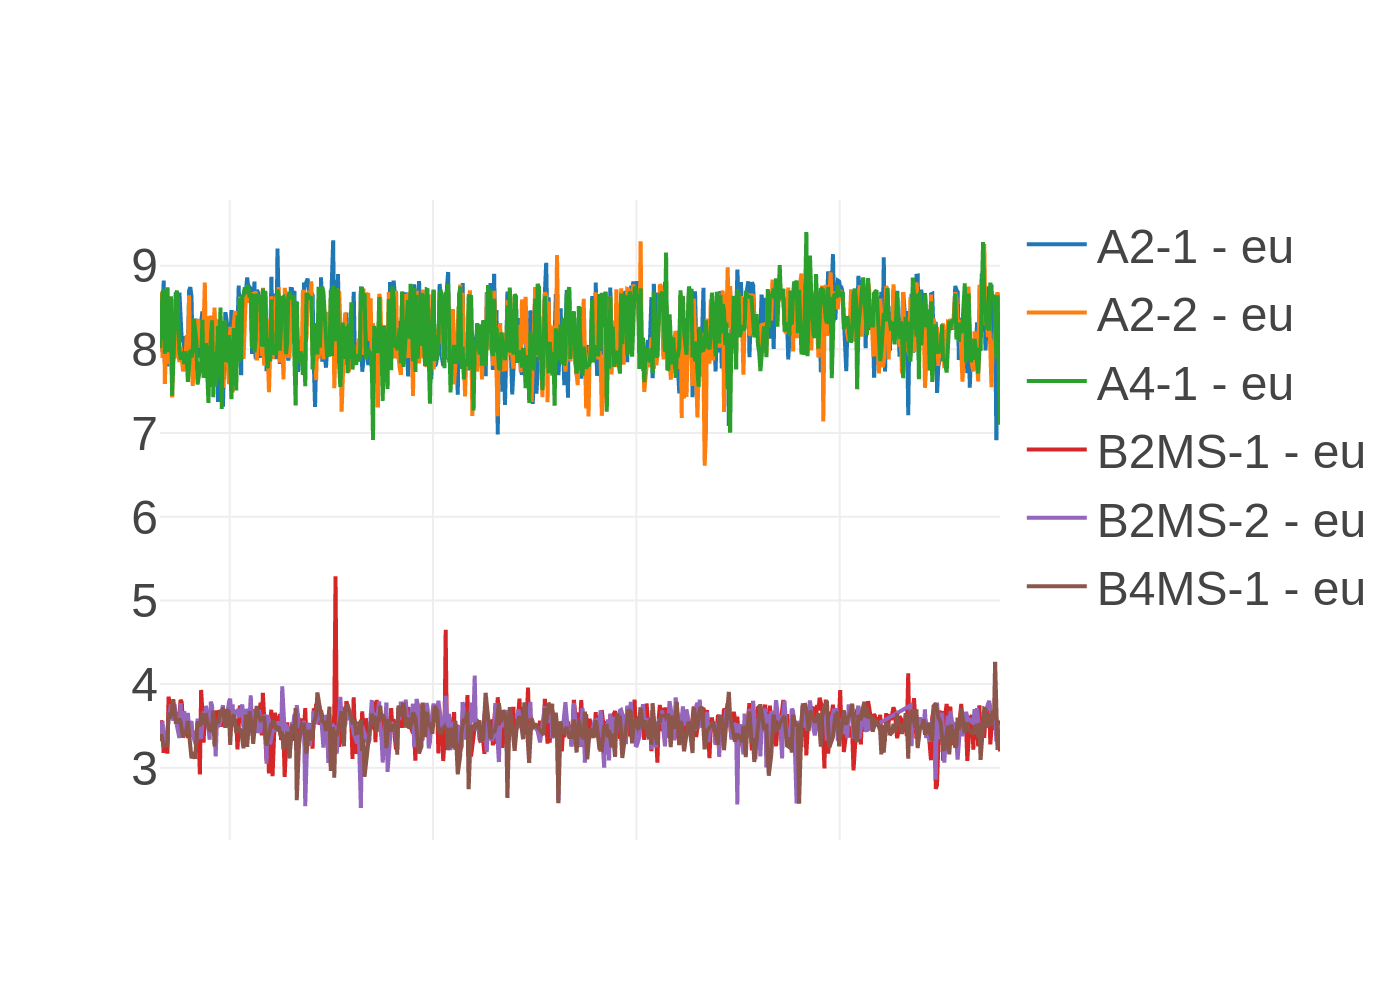 9
8
7
6
5
4
3
A2-1 - eu
A2-2 - eu
A4-1 - eu
B2MS-1 - eu
B2MS-2 - eu
B4MS-1 - eu